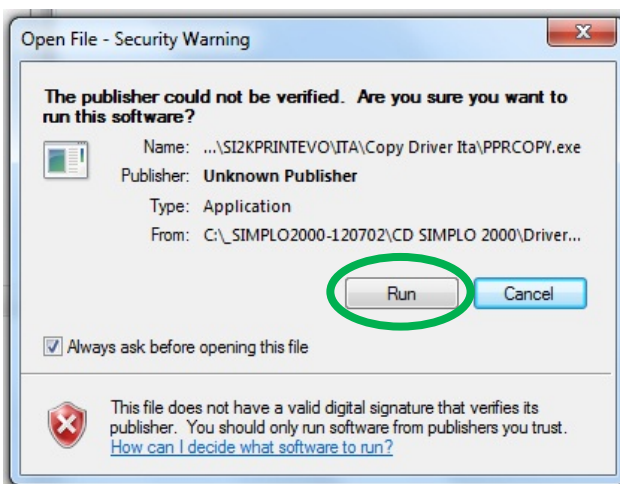 Open File - Security Warning
The publisher could not be verified. Are you sure you want to
run this software?
Name: ...\SI2KPRINTEVO\ITA\Copy Driver Ita\PPRCOPY.exe
Publisher: Unknown Publisher
Type: Application
From: C:\_SIMPLO2000-120702\CD SIMPLO 2000\Driver...
Run Cancel
Always ask before opening this file
This file does not have a valid digital signature that verifies its
publisher. You should only run software from publishers you trust.
How can I decide what software to run?